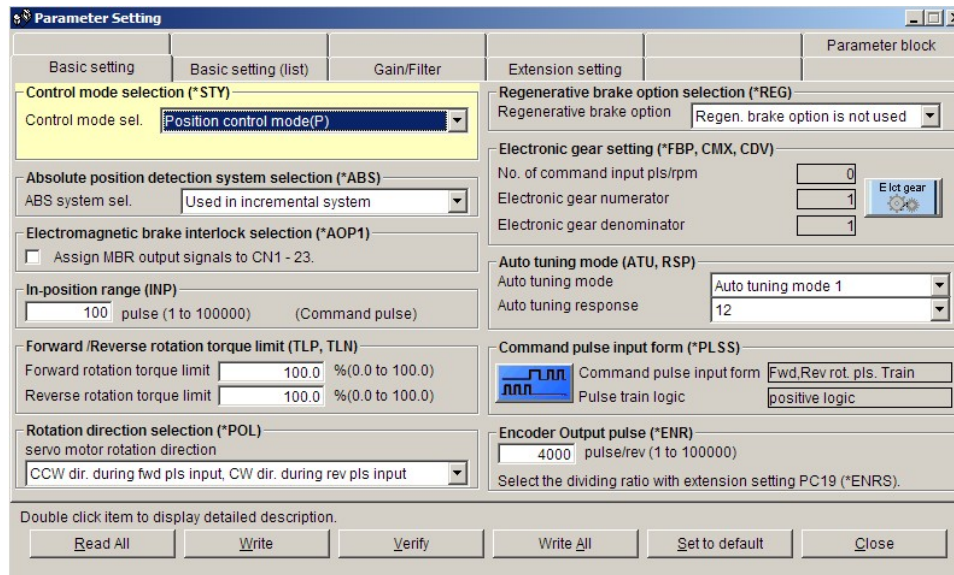 Parameter Setting
Parameter block
Basic setting
Basic setting (list)
Gain/Filter
Extension setting
Control mode selection (*STY)
Control mode sel.
Position control mode(P)
Absolute position detection system selection (*ABS)
ABS system sel.
Used in incremental system
Electromagnetic brake interlock selection (*AOP1)
Assign MBR output signals to CN1 - 23.
In-position range (INP)
100 pulse (1 to 100000) (Command pulse)
Forward /Reverse rotation torque limit (TLP, TLN)
Forward rotation torque limit 100.0 %(0.0 to 100.0)
Reverse rotation torque limit 100.0 %(0.0 to 100.0)
Rotation direction selection (*POL)
servo motor rotation direction
CCW dir. during fwd pls input, CW dir. during rev pls input
Regenerative brake option selection (*REG)
Regenerative brake option
Regen. brake option is not used
Electronic gear setting (*FBP, CMX, CDV)
No. of command input pls/rpm 0
Electronic gear numerator 1
Electronic gear denominator 1
Elct gear
Auto tuning mode (ATU, RSP)
Auto tuning mode Auto tuning mode 1
Auto tuning response 12
Command pulse input form (*PLSS)
Command pulse input form Fwd,Rev rot. pls. Train
Pulse train logic positive logic
Encoder Output pulse (*ENR)
4000 pulse/rev (1 to 100000)
Select the dividing ratio with extension setting PC19 (*ENRS).
Double click item to display detailed description.
Read All
Write
Verify
Write All
Set to default
Close